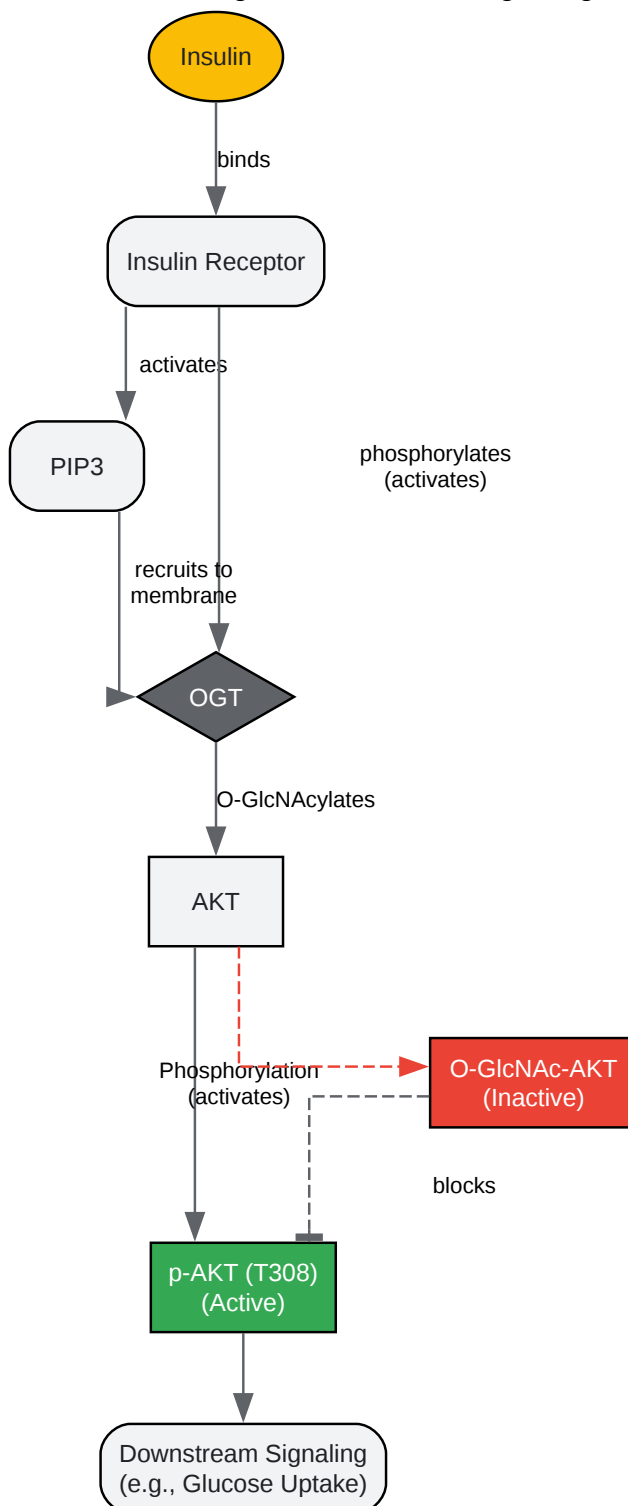 Insulin
binds
Insulin Receptor
activates
PIP3
phosphorylates
(activates)
recruits to
membrane
OGT
O-GlcNAcylates
AKT
Phosphorylation
(activates)
O-GlcNAc-AKT
(Inactive)
blocks
p-AKT (T308)
(Active)
Downstream Signaling
(e.g., Glucose Uptake)